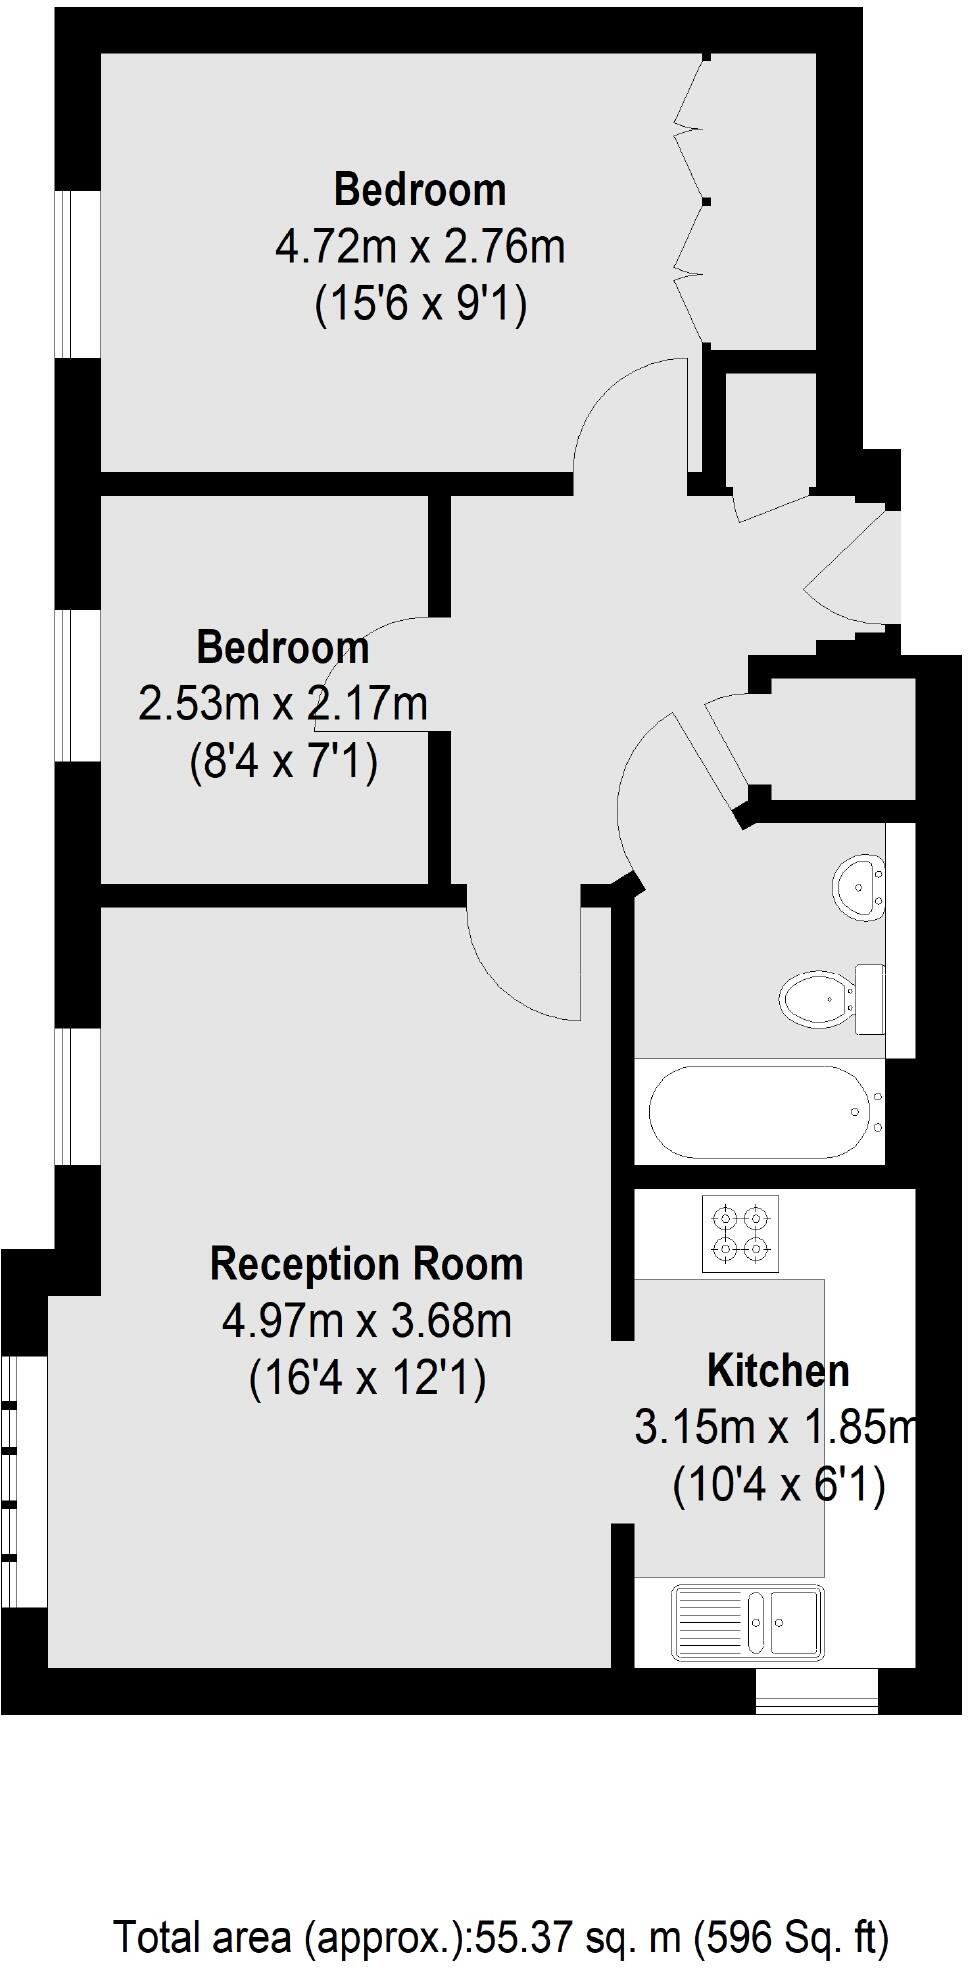 Bedroom
4.72m x 2.76m
(15'6 x 9'1)
Bedroom
2.53m x 2.17m
(8'4 x 7'1)
Reception Room
4.97m x 3.68m
(16'4 x 12'1)
Kitchen
3.15m x 1.85m
(10'4 x 6'1)
Total area (approx.):55.37 sq. m (596 Sq. ft)